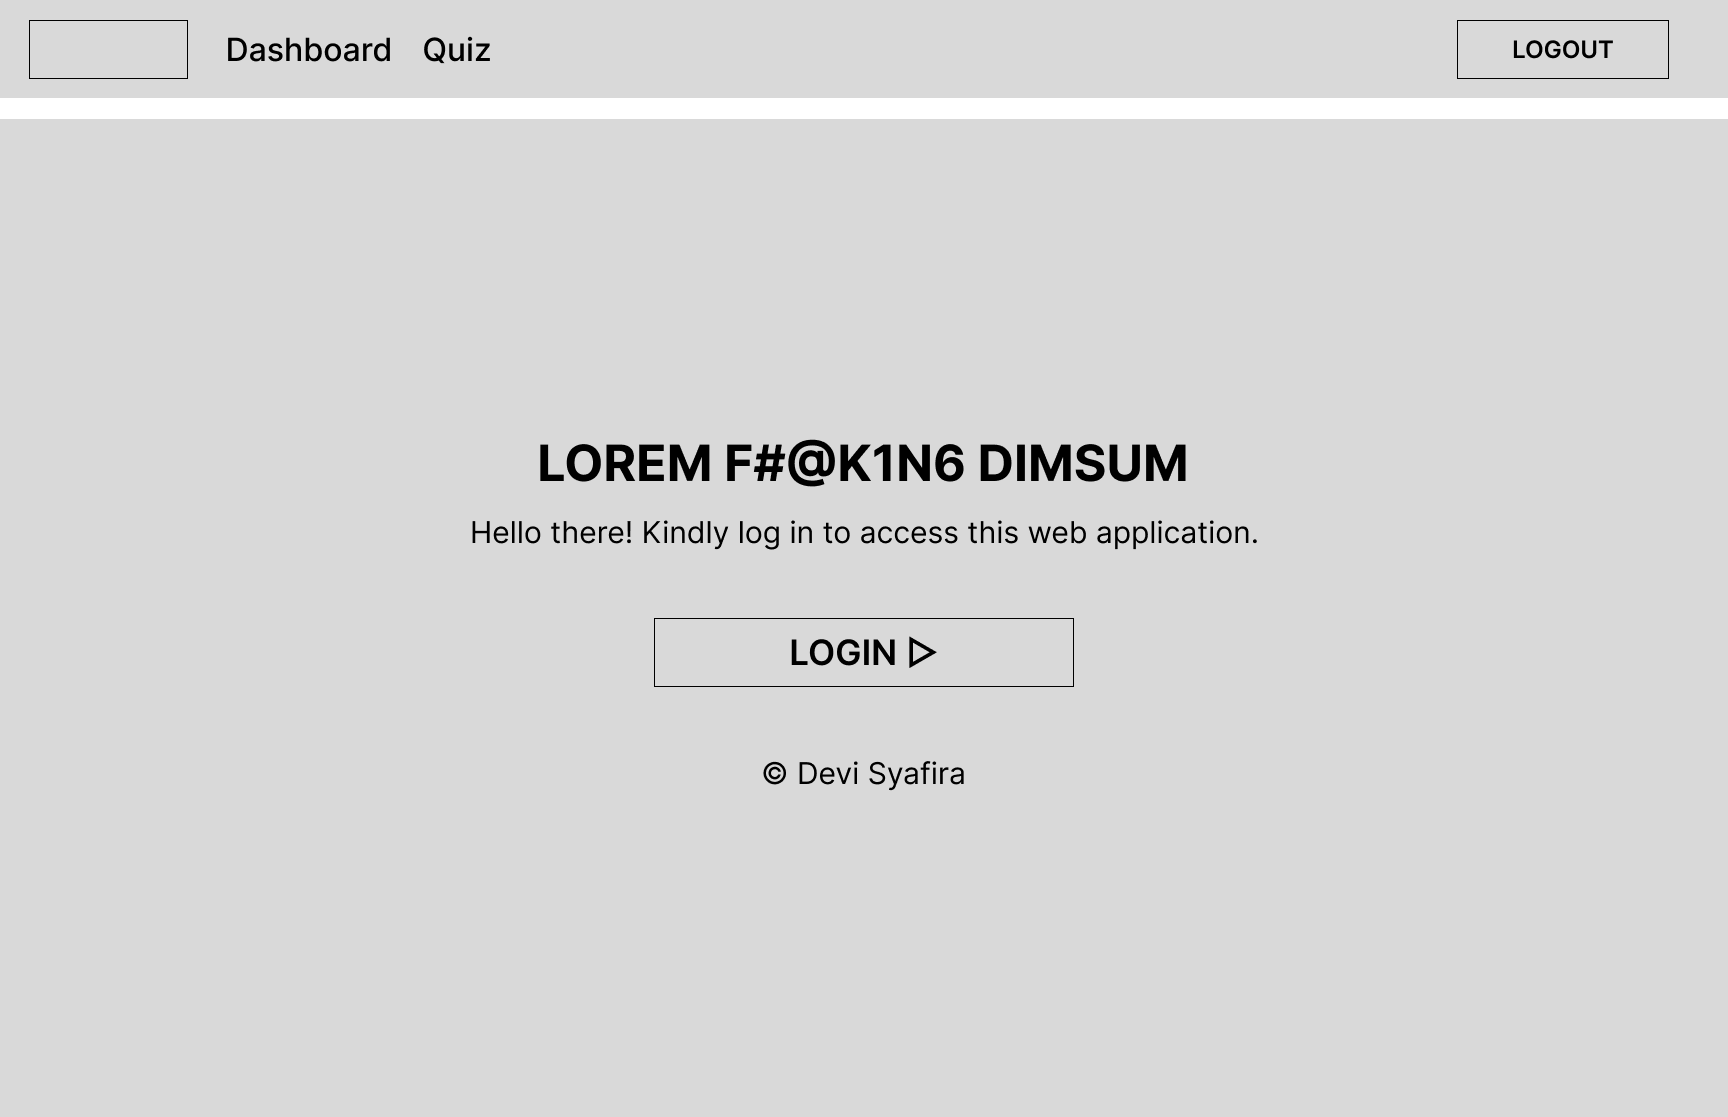 Dashboard Quiz LOGOUT
LOREM F#@K1N6 DIMSUM
Hello there! Kindly log in to access this web application.
LOGIN ▷
© Devi Syafira